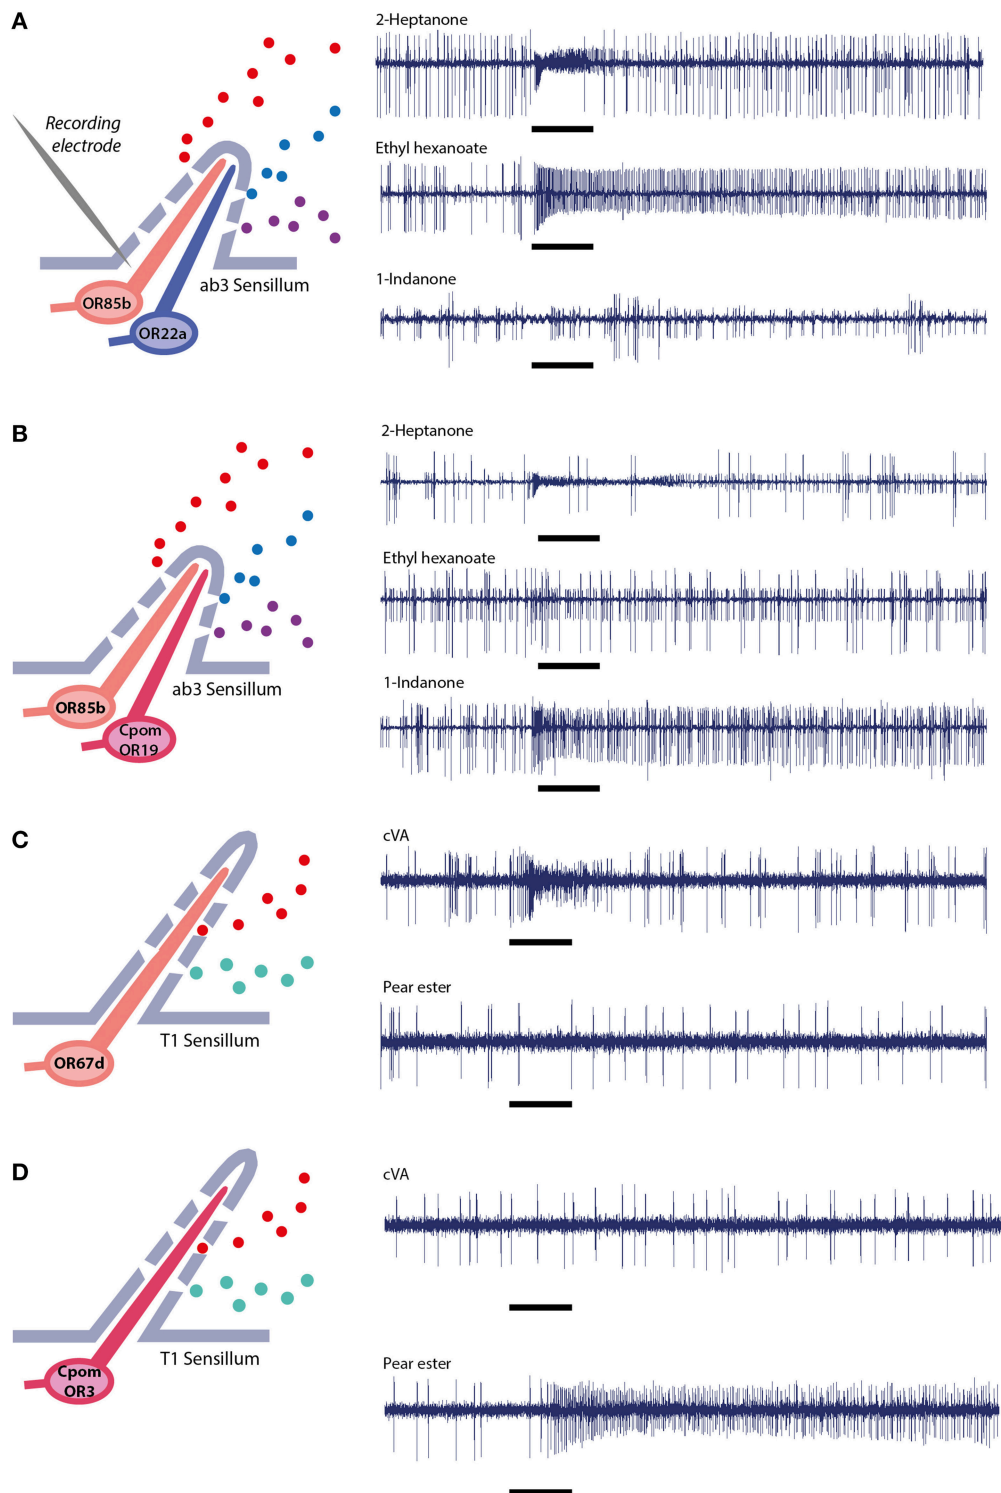 A
2-Heptanone
Recording
electrode
Ethyl hexanoate
1-Indanone
ab3 Sensillum
OR85b
OR22a
B
2-Heptanone
Ethyl hexanoate
1-Indanone
ab3 Sensillum
OR85b
Cpom
OR19
C
cVA
Pear ester
T1 Sensillum
OR67d
D
cVA
T1 Sensillum
Pear ester
Cpom
OR3